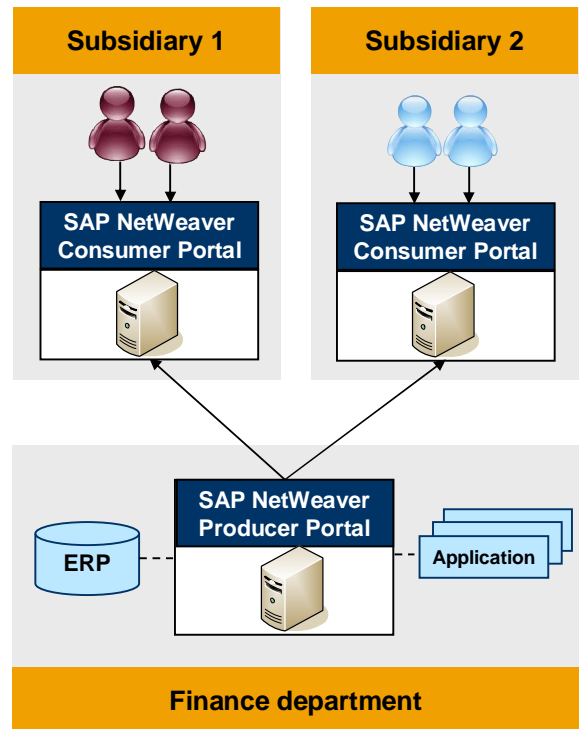 Subsidiary 1
Subsidiary 2
SAP NetWeaver
Consumer Portal
SAP NetWeaver
Consumer Portal
SAP NetWeaver
Producer Portal
ERP
Application
Finance department